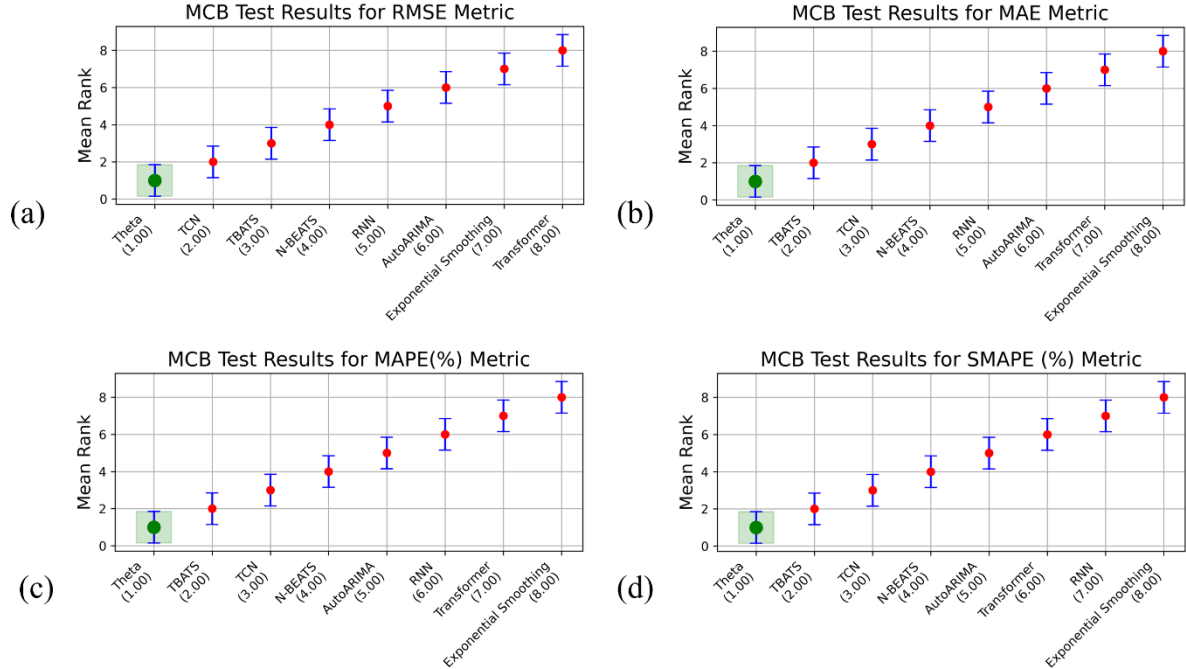 MCB Test Results for RMSE Metric
Mean Rank
8
6
4
2
0
Theta
(1.00)
TCN
(2.00)
TBATS
(3.00)
N-BEATS
(4.00)
RNN
(5.00)
AutoARIMA
(6.00)
Exponential Smoothing
(7.00)
Transformer
(8.00)
(a)
MCB Test Results for MAE Metric
Mean Rank
8
6
4
2
0
Theta
(1.00)
TBATS
(2.00)
TCN
(3.00)
N-BEATS
(4.00)
RNN
(5.00)
AutoARIMA
(6.00)
Transformer
(7.00)
Exponential Smoothing
(8.00)
(b)
MCB Test Results for MAPE(%) Metric
Mean Rank
8
6
4
2
0
Theta
(1.00)
TBATS
(2.00)
TCN
(3.00)
N-BEATS
(4.00)
AutoARIMA
(5.00)
RNN
(6.00)
Transformer
(7.00)
Exponential Smoothing
(8.00)
(c)
MCB Test Results for SMAPE (%) Metric
Mean Rank
8
6
4
2
0
Theta
(1.00)
TBATS
(2.00)
TCN
(3.00)
N-BEATS
(4.00)
AutoARIMA
(5.00)
Transformer
(6.00)
RNN
(7.00)
Exponential Smoothing
(8.00)
(d)